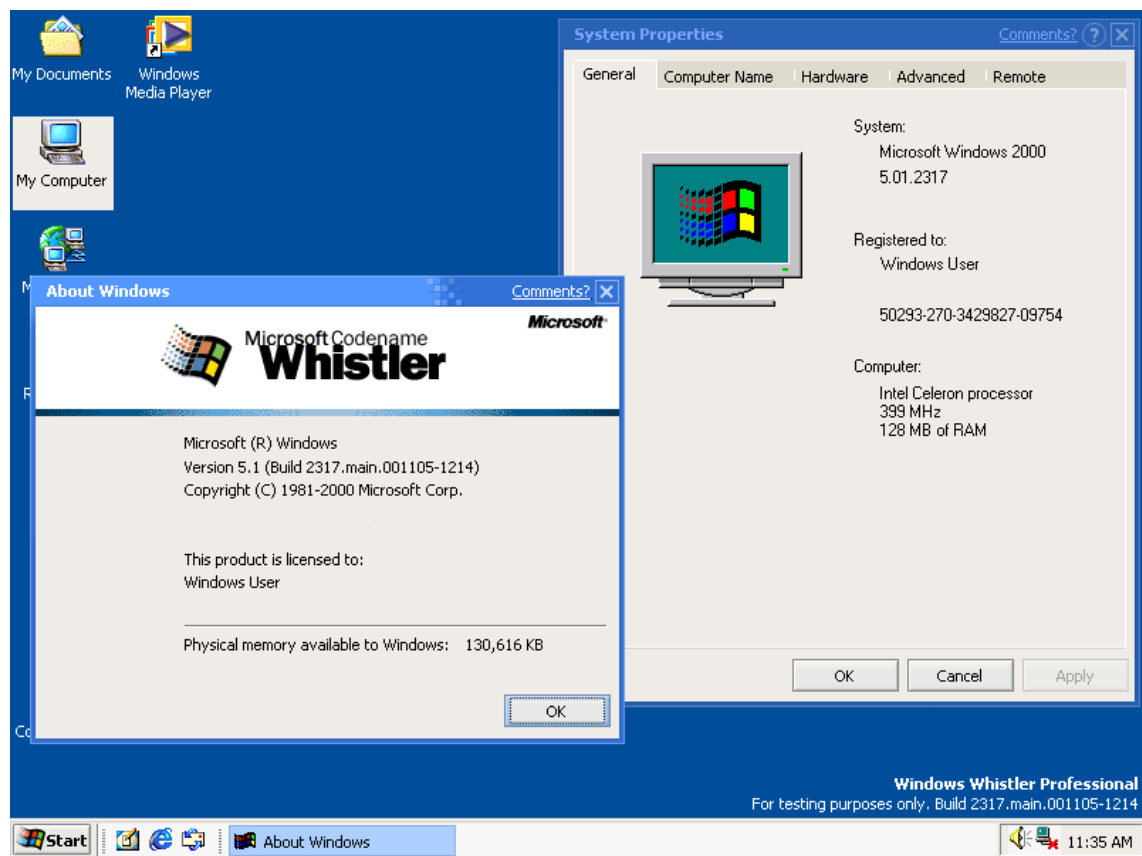 My Documents
Windows
Media Player
My Computer
System Properties
Comments?
General
Computer Name
Hardware
Advanced
Remote
System:
Microsoft Windows 2000
5.01.2317
Registered to:
Windows User
50293-270-3429827-09754
Computer:
Intel Celeron processor
399 MHz
128 MB of RAM
OK
Cancel
Apply
About Windows
Comments?
Microsoft
Microsoft Codename
Whistler
Microsoft (R) Windows
Version 5.1 (Build 2317.main.001105-1214)
Copyright (C) 1981-2000 Microsoft Corp.
This product is licensed to:
Windows User
Physical memory available to Windows: 130,616 KB
OK
Windows Whistler Professional
For testing purposes only. Build 2317.main.001105-1214
Start
About Windows
11:35 AM